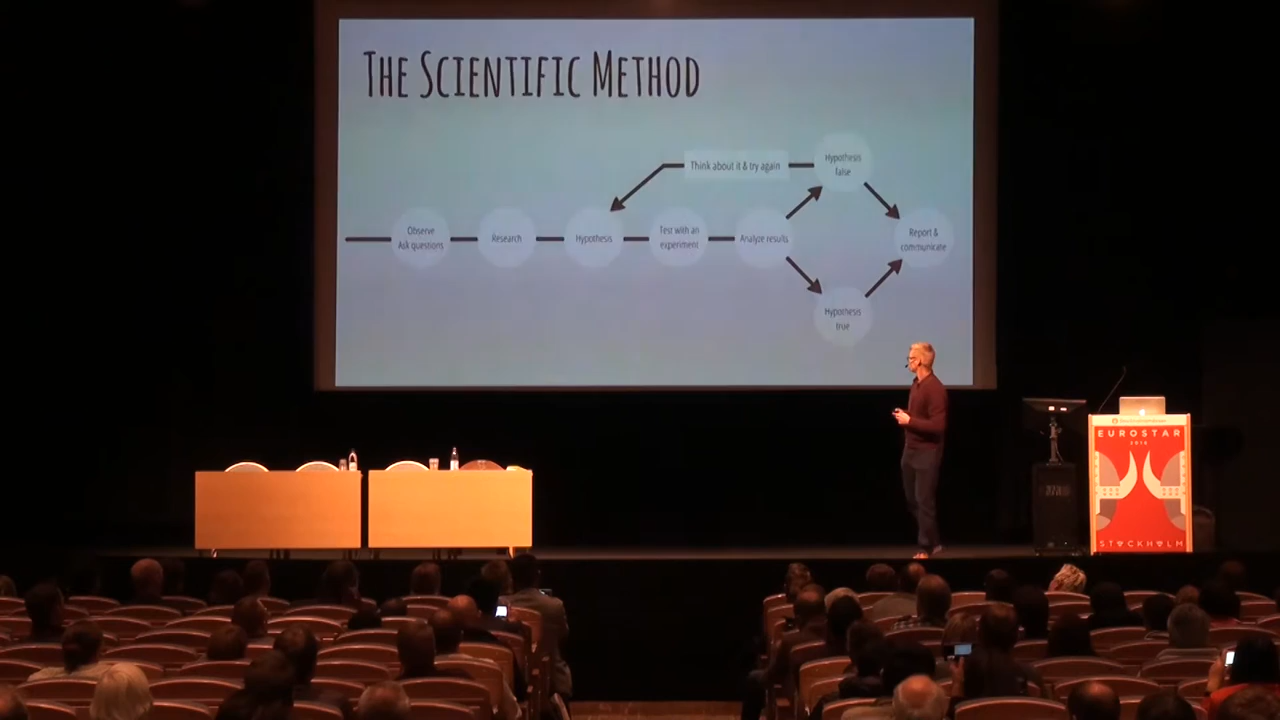 The Scientific Method
Think about it & try again
Hypothesis
false
Observe
Ask questions
Research
Hypothesis
Test with an
experiment
Analyze results
Report &
communicate
Hypothesis
true
EUROSTAR
2016
STOCKHOLM